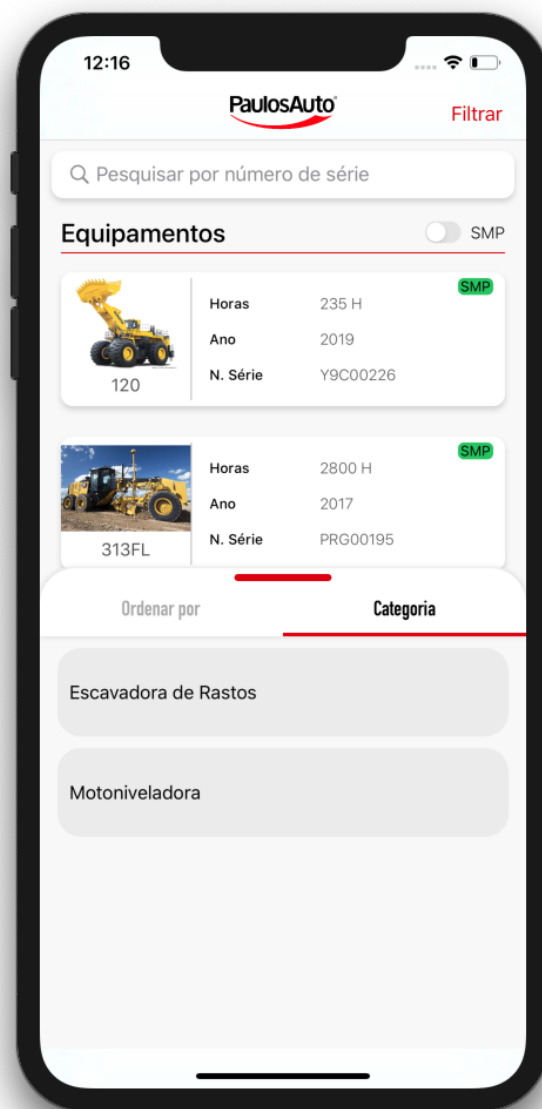 12:16
PaulosAuto
Filtrar
Pesquisar por número de série
Equipamentos
SMP
SMP
Horas 235 H
Ano 2019
N. Série Y9C00226
120
SMP
Horas 2800 H
Ano 2017
N. Série PRG00195
313FL
Ordenar por Categoria
Escavadora de Rastos
Motoniveladora